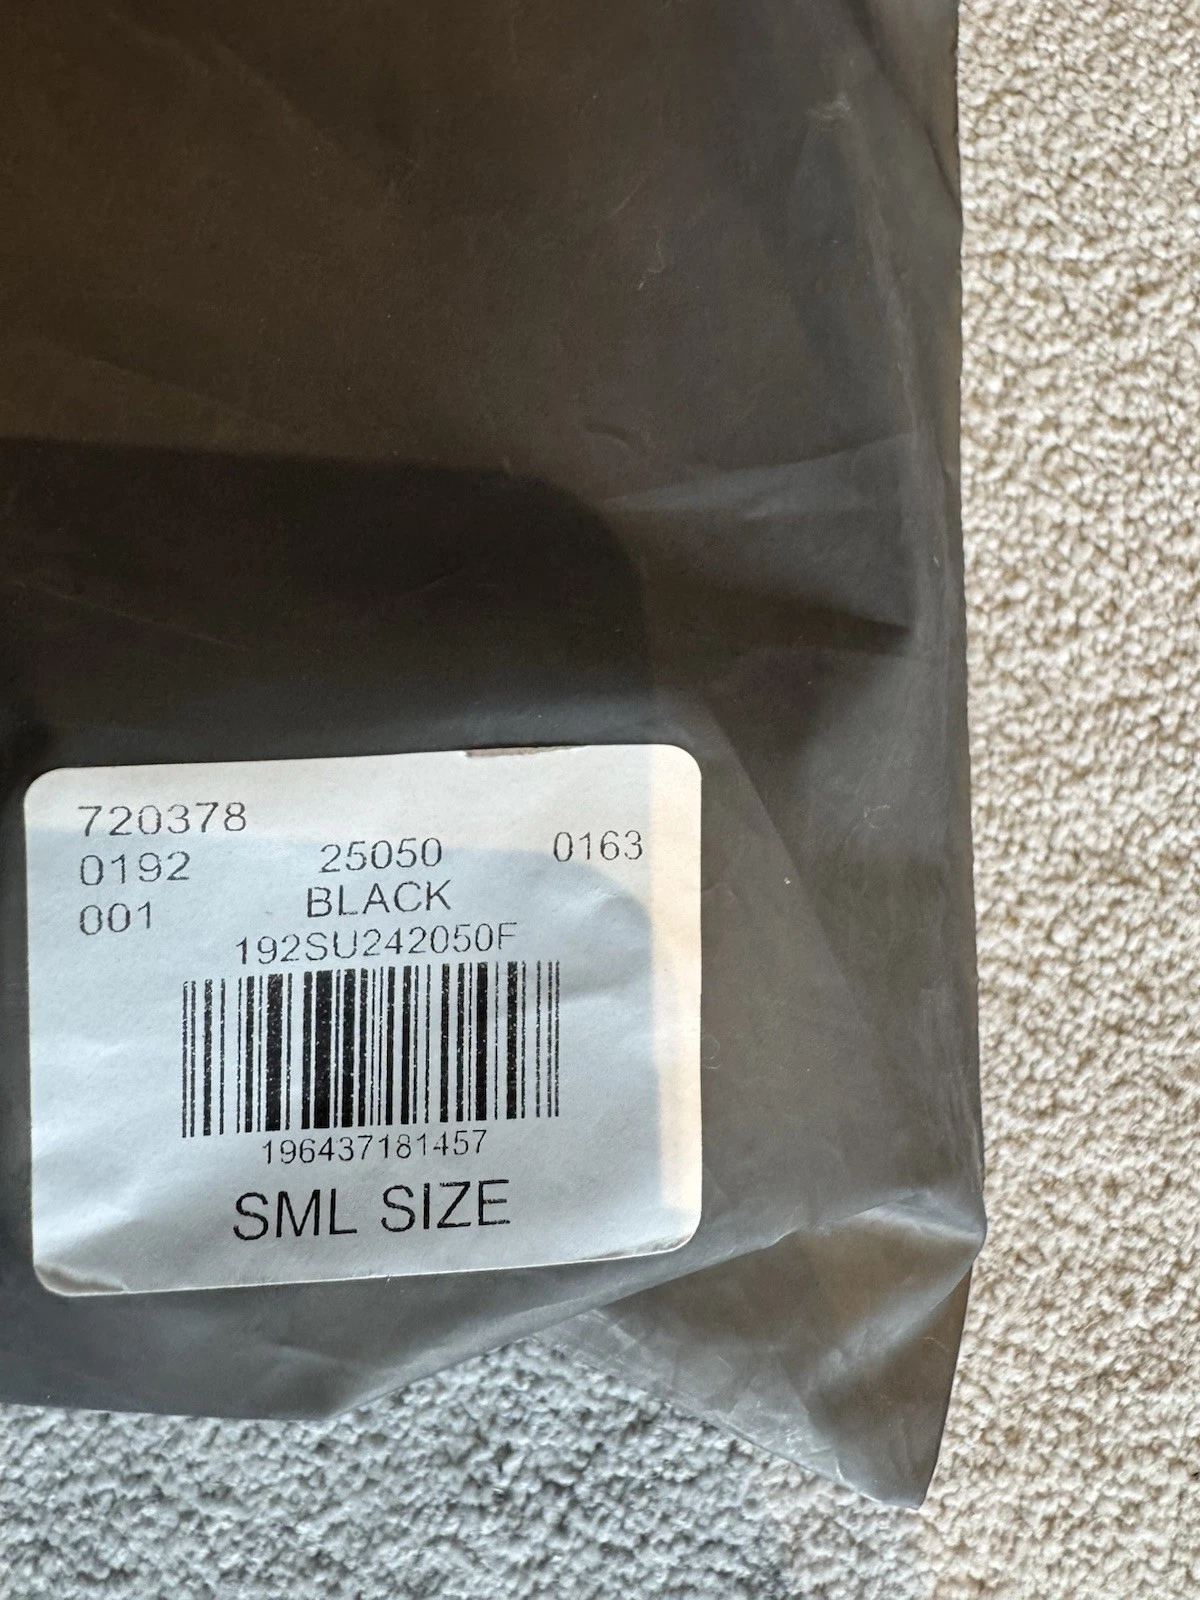 720378
0192 25050 0163
001 BLACK
192SU242050F
196437181457
SML SIZE